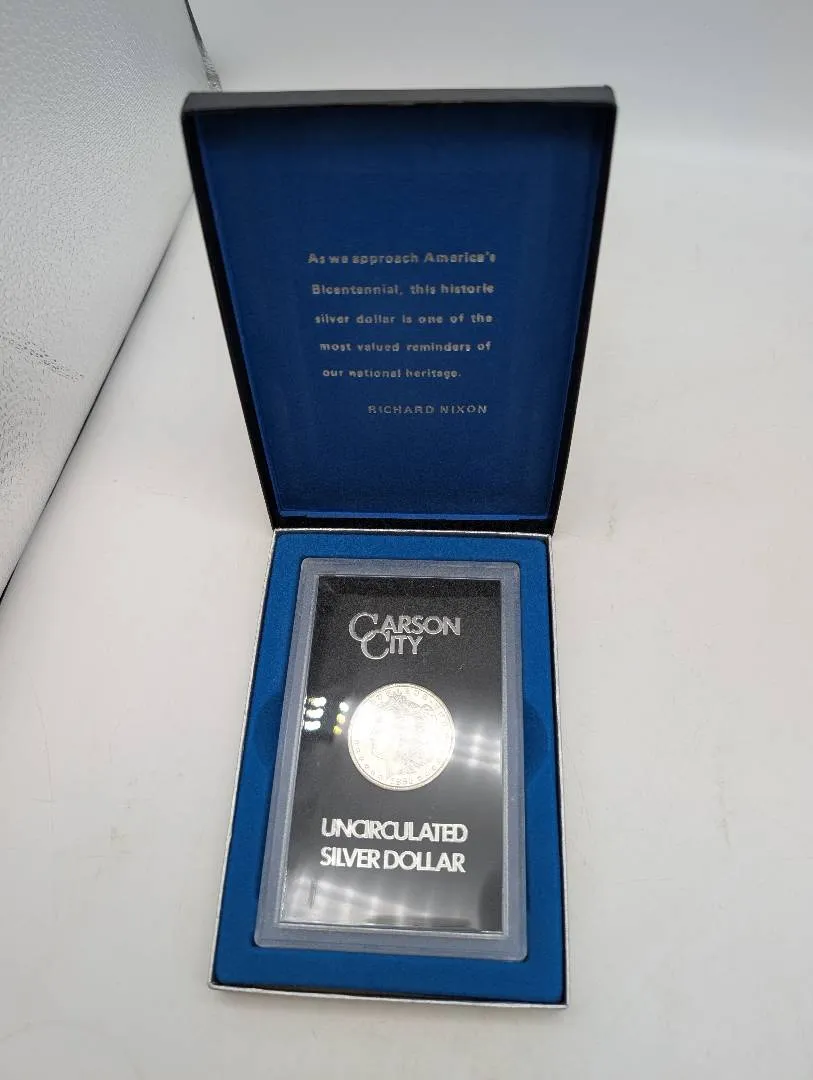 As we approach America's
Bicentennial, this historic
silver dollar is one of the
most valued reminders of
our national heritage.
RICHARD NIXON
CARSON
CITY
UNCIRCULATED
SILVER DOLLAR